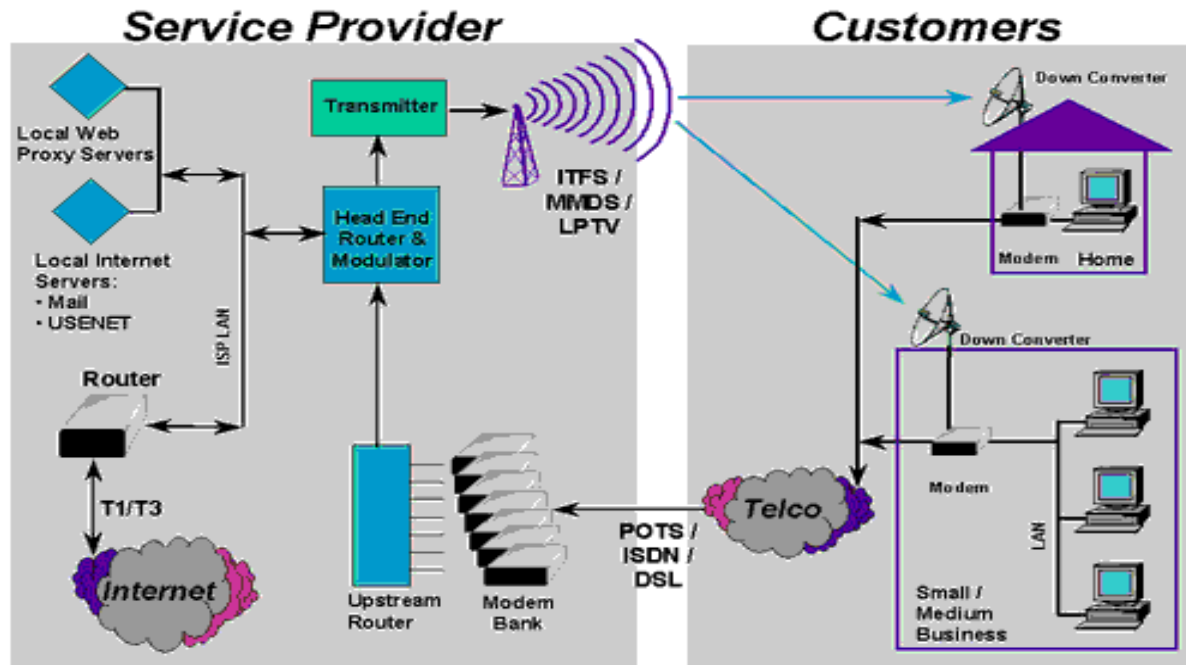 Service Provider
Customers
Local Web
Proxy Servers
Local Internet
Servers:
• Mail
• USENET
ISP LAN
Router
T1/T3
Internet
Transmitter
Head End
Router &
Modulator
ITFS /
MMDS /
LPTV
Upstream
Router
Modem
Bank
POTS /
ISDN /
DSL
Telco
Down Converter
Modem
Home
Down Converter
Modem
LAN
Small /
Medium
Business